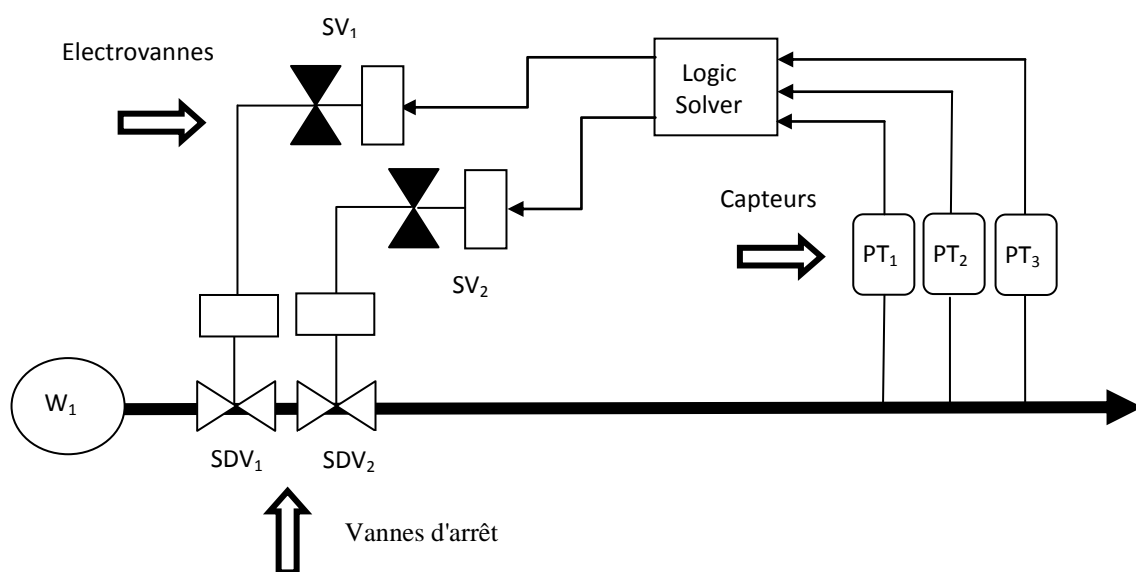 SV₁
Electrovannes
Logic
Solver
Capteurs
PT₁
PT₂
PT₃
SV₂
W₁
SDV₁
SDV₂
Vannes d'arrêt